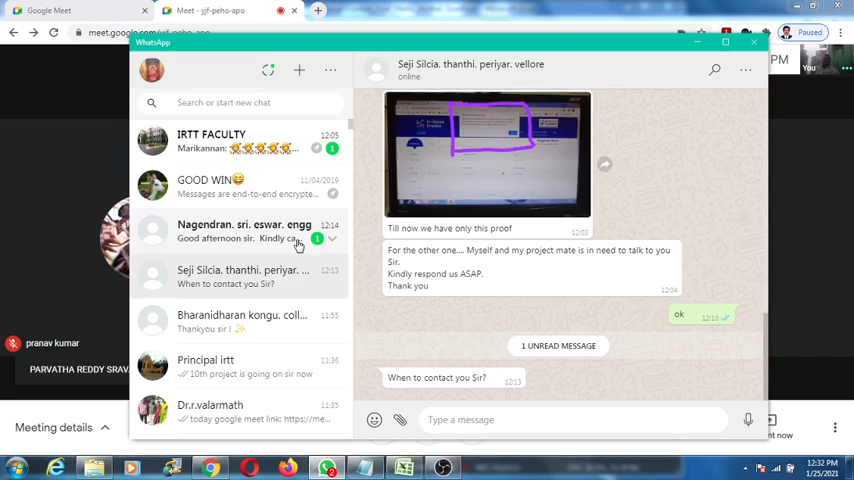 Google Meet
Meet - yjf-peho-apo
meet.google.com/yjf-peho-apo
Paused
WhatsApp
PM
Search or start new chat
IRTT FACULTY
12:05
Marikannan: 💃💃💃💃💃...
1
GOOD WIN😄
11/04/2019
Messages are end-to-end encrypte...
Nagendran. sri. eswar. engg
12:14
Good afternoon sir. Kindly ca...
1
Seji Silcia. thanthi. periyar. ...
12:13
When to contact you Sir?
Bharanidharan kongu. coll...
11:55
Thankyou sir ! ✨
Principal irtt
11:36
10th project is going on sir now
Dr.r.valarmath
11:35
today google meet link: https://me...
Seji Silcia. thanthi. periyar. vellore
online
acer
Till now we have only this proof
12:03
For the other one.... Myself and my project mate is in need to talk to you
Sir.
Kindly respond us ASAP.
Thank you
12:04
ok
12:10
1 UNREAD MESSAGE
When to contact you Sir?
12:13
Type a message
pranav kumar
PARVATHA REDDY SRAV
Meeting details
nt now
2
12:32 PM
1/25/2021